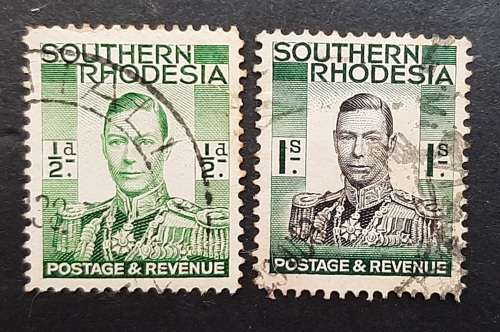 SOUTHERN
RHODESIA
½d.
½d.
POSTAGE & REVENUE
SOUTHERN
RHODESIA
1s.
1s.
POSTAGE & REVENUE